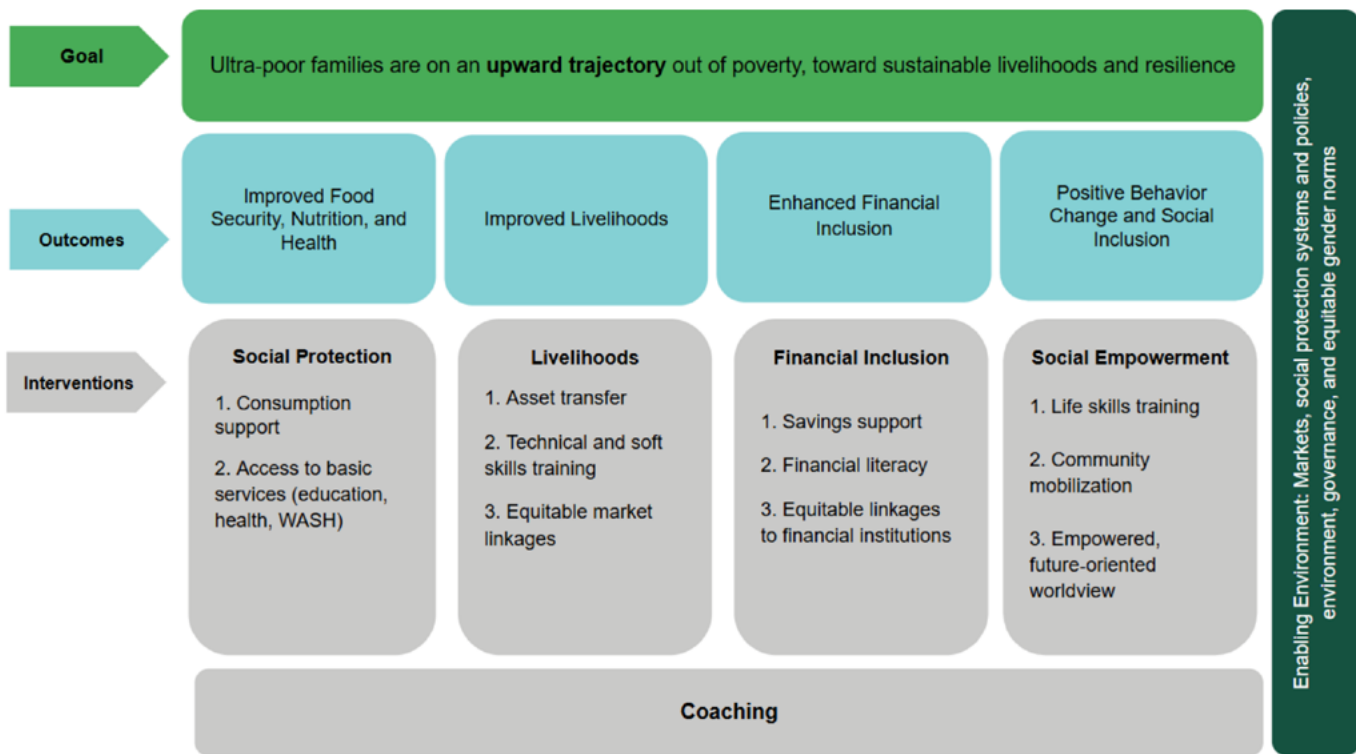 Goal
Ultra-poor families are on an upward trajectory out of poverty, toward sustainable livelihoods and resilience
Outcomes
Improved Food
Security, Nutrition, and
Health
Improved Livelihoods
Enhanced Financial
Inclusion
Positive Behavior
Change and Social
Inclusion
Interventions
Social Protection
1. Consumption
support
2. Access to basic
services (education,
health, WASH)
Livelihoods
1. Asset transfer
2. Technical and soft
skills training
3. Equitable market
linkages
Financial Inclusion
1. Savings support
2. Financial literacy
3. Equitable linkages
to financial institutions
Social Empowerment
1. Life skills training
2. Community
mobilization
3. Empowered,
future-oriented
worldview
Coaching
Enabling Environment: Markets, social protection systems and policies,
environment, governance, and equitable gender norms